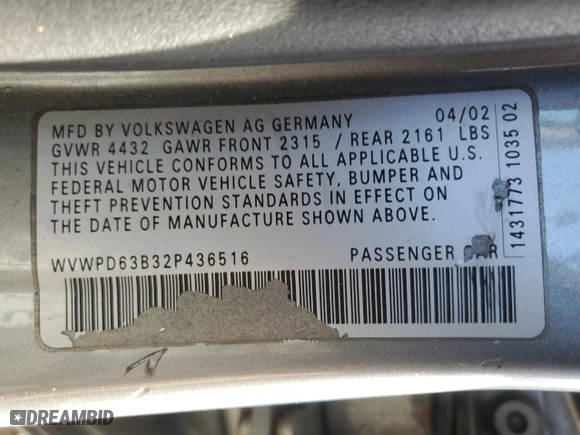 MFD BY VOLKSWAGEN AG GERMANY 04/02
GVWR 4432 GAWR FRONT 2315 / REAR 2161 LBS
THIS VEHICLE CONFORMS TO ALL APPLICABLE U.S.
FEDERAL MOTOR VEHICLE SAFETY, BUMPER AND
THEFT PREVENTION STANDARDS IN EFFECT ON
THE DATE OF MANUFACTURE SHOWN ABOVE.
WVWPD63B32P436516 PASSENGER CAR
1431773 1035 02
DREAMBID